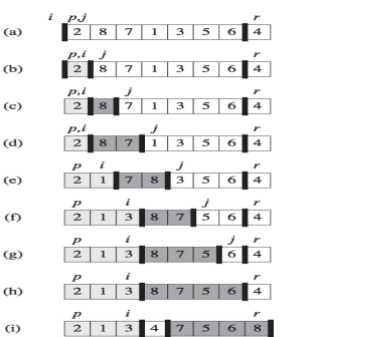 i p,j r
(a) 2 8 7 1 3 5 6 4
p,i j r
(b) 2 8 7 1 3 5 6 4
p,i j r
(c) 2 8 7 1 3 5 6 4
p,i j r
(d) 2 8 7 1 3 5 6 4
p i j r
(e) 2 1 7 8 3 5 6 4
p i j r
(f) 2 1 3 8 7 5 6 4
p i j r
(g) 2 1 3 8 7 5 6 4
p i r
(h) 2 1 3 8 7 5 6 4
p i r
(i) 2 1 3 4 7 5 6 8